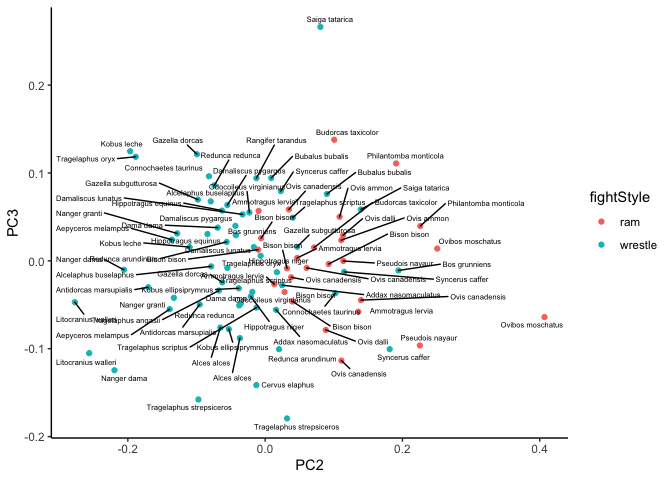 Saiga tatarica
Budorcas taxicolor
Philantomba monticola
Kobus leche
Gazella dorcas
Rangifer tarandus
Tragelaphus oryx
Redunca redunca
Bubalus bubalis
Connochaetes taurinus
Damaliscus pygargus
Syncerus caffer
Bubalus bubalis
Gazella subgutturosa
Odocoileus virginianus
Ovis canadensis
Ovis ammon
Saiga tatarica
Alcelaphus buselaphus
Damaliscus lunatus
Hippotragus equinus
Ammotragus lervia
Tragelaphus scriptus
Budorcas taxicolor
Philantomba monticola
Nanger granti
Damaliscus pygargus
Bison bison
Ovis dalli
Ovis ammon
Dama dama
Aepyceros melampus
Bos grunniens
Gazella subgutturosa
Kobus leche
Hippotragus equinus
Bison bison
Ammotragus lervia
Bison bison
Ovibos moschatus
Damaliscus lunatus
Nanger dama
Redunca arundinum
Bison bison
Tragelaphus oryx
Hippotragus niger
Pseudois nayaur
Bos grunniens
Alcelaphus buselaphus
Gazella dorcas
Ammotragus lervia
Tragelaphus scriptus
Ovis canadensis
Ovis canadensis
Syncerus caffer
Antidorcas marsupialis
Kobus ellipsiprymnus
Bison bison
Addax nasomaculatus
Ovis canadensis
Nanger granti
Dama dama
Odocoileus virginianus
Connochaetes taurinus
Ammotragus lervia
Litocranius walleri
Tragelaphus angasii
Redunca redunca
Hippotragus niger
Bison bison
Ovibos moschatus
Aepyceros melampus
Antidorcas marsupialis
Addax nasomaculatus
Ovis dalli
Pseudois nayaur
Tragelaphus scriptus
Kobus ellipsiprymnus
Redunca arundinum
Syncerus caffer
Litocranius walleri
Alces alces
Ovis canadensis
Nanger dama
Alces alces
Cervus elaphus
Tragelaphus strepsiceros
Tragelaphus strepsiceros
0.2
0.1
0.0
-0.1
-0.2
PC3
-0.2
0.0
0.2
0.4
PC2
fightStyle
ram
wrestle